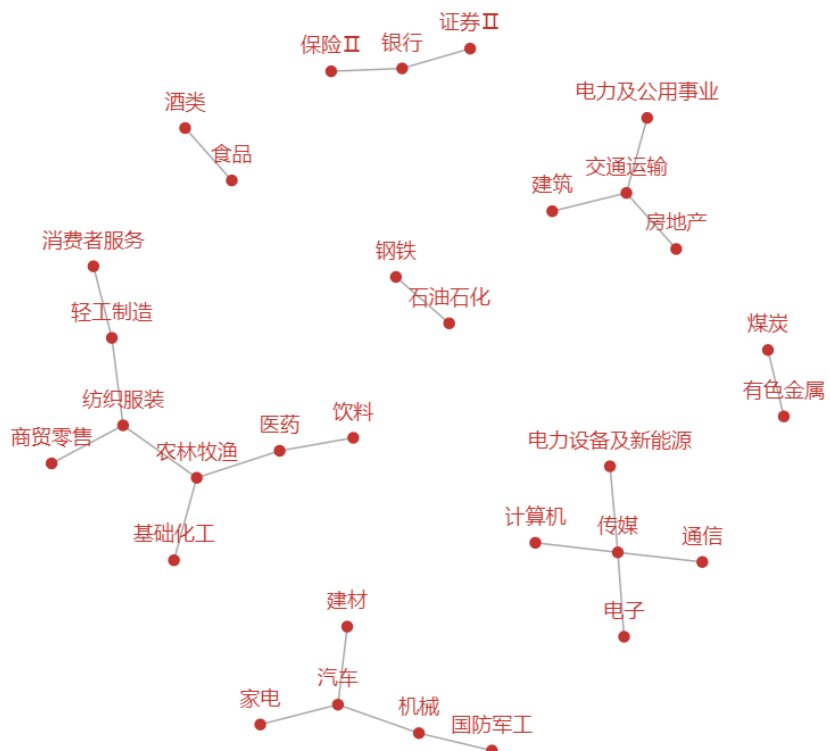 证券Ⅱ
保险Ⅱ
银行
电力及公用事业
酒类
食品
交通运输
建筑
房地产
消费者服务
钢铁
石油石化
轻工制造
煤炭
有色金属
纺织服装
饮料
医药
商贸零售
农林牧渔
电力设备及新能源
计算机
传媒
通信
基础化工
建材
电子
汽车
家电
机械
国防军工